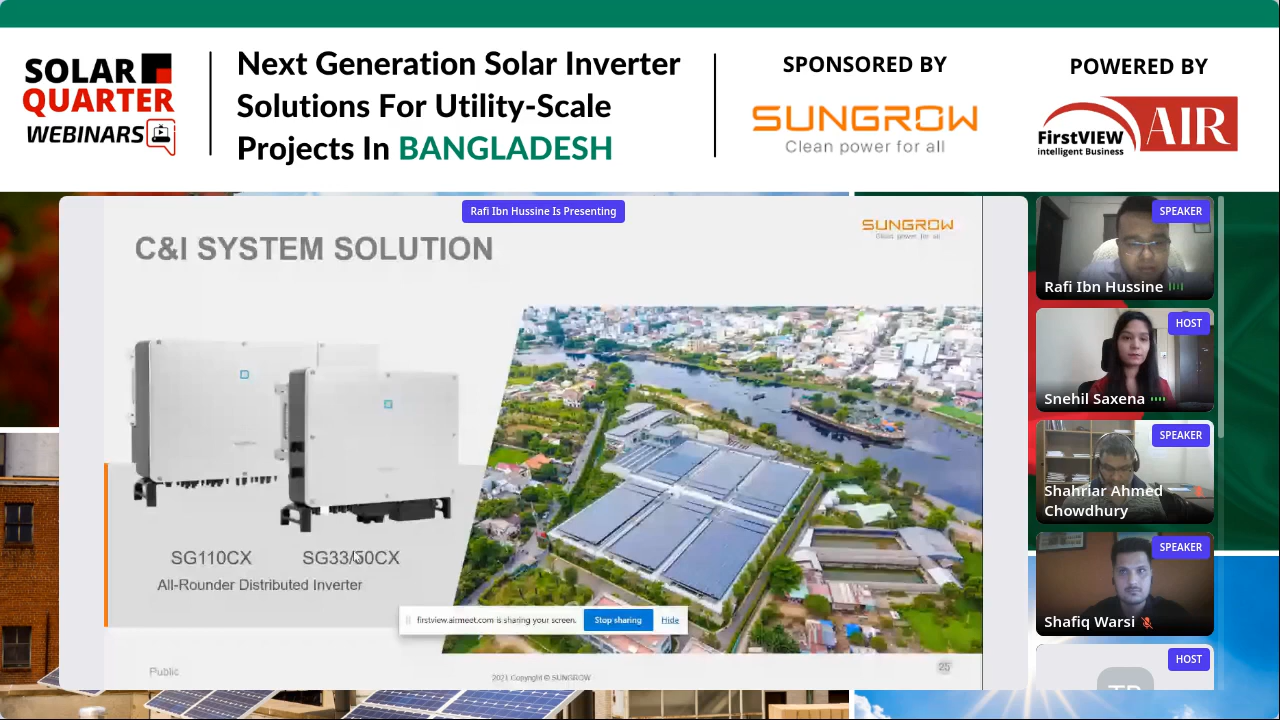 SOLAR
QUARTER
WEBINARS
Next Generation Solar Inverter
Solutions For Utility-Scale
Projects In BANGLADESH
SPONSORED BY
SUNGROW
Clean power for all
POWERED BY
FirstVIEW
intelligent Business
AIR
Rafi Ibn Hussine Is Presenting
SUNGROW
Clean power for all
C&I SYSTEM SOLUTION
SG110CX SG33/50CX
All-Rounder Distributed Inverter
firstview.airmeet.com is sharing your screen. Stop sharing Hide
Public
2021 Copyright © SUNGROW
25
SPEAKER
Rafi Ibn Hussine
HOST
Snehil Saxena
SPEAKER
Shahriar Ahmed
Chowdhury
SPEAKER
Shafiq Warsi
HOST